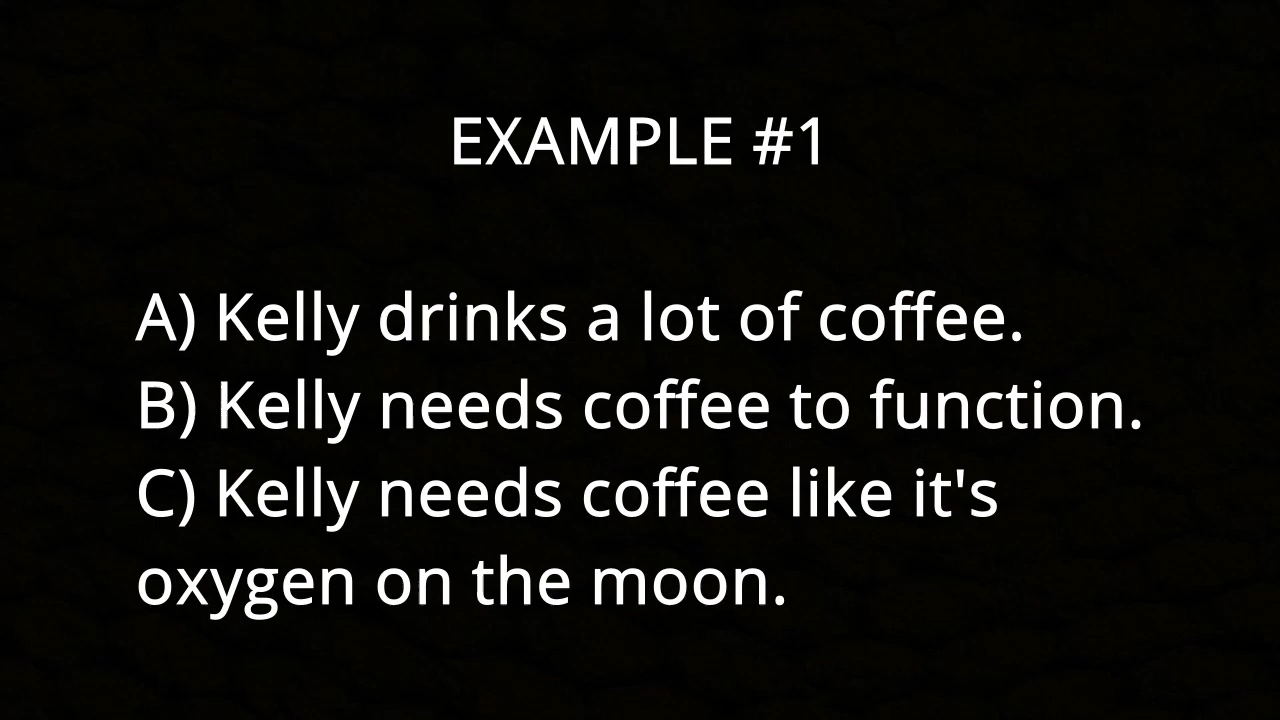 EXAMPLE #1
A) Kelly drinks a lot of coffee.
B) Kelly needs coffee to function.
C) Kelly needs coffee like it's
oxygen on the moon.